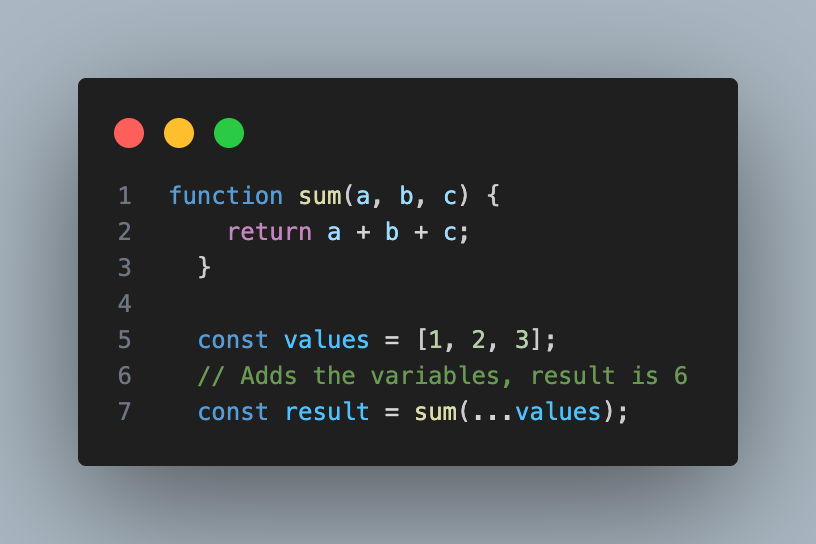 1 function sum(a, b, c) {
2 return a + b + c;
3 }
4
5 const values = [1, 2, 3];
6 // Adds the variables, result is 6
7 const result = sum(...values);